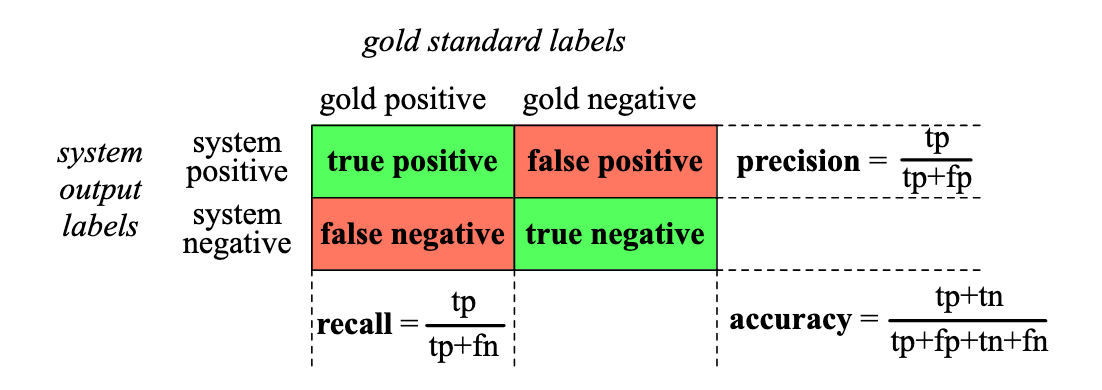 gold standard labels
gold positive gold negative
system output labels
system positive
true positive
false positive
precision = tp / tp+fp
system negative
false negative
true negative
recall = tp / tp+fn
accuracy = tp+tn / tp+fp+tn+fn